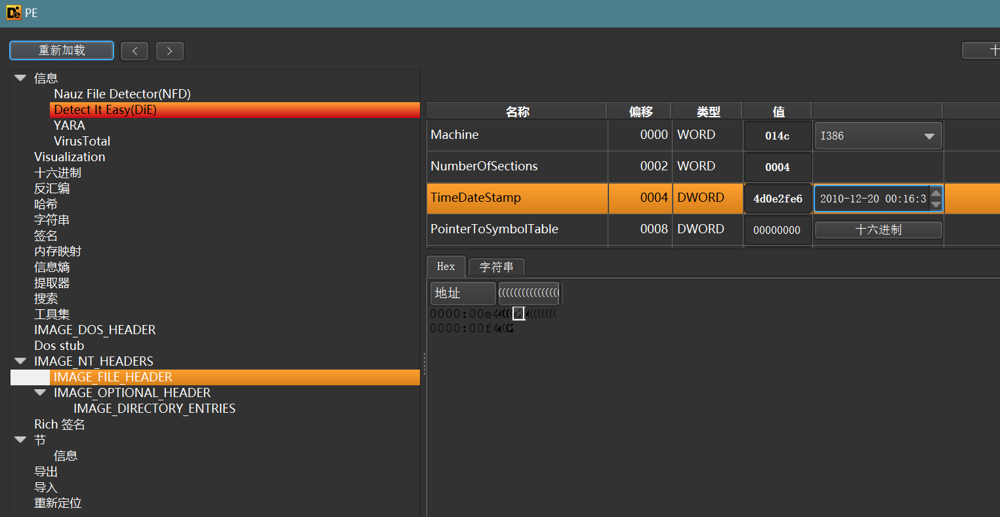 PE
重新加载
<
>
十
信息
Nauz File Detector(NFD)
Detect It Easy(DiE)
YARA
VirusTotal
Visualization
十六进制
反汇编
哈希
字符串
签名
内存映射
信息熵
提取器
搜索
工具集
IMAGE_DOS_HEADER
Dos stub
IMAGE_NT_HEADERS
IMAGE_FILE_HEADER
IMAGE_OPTIONAL_HEADER
IMAGE_DIRECTORY_ENTRIES
Rich 签名
节
信息
导出
导入
重新定位
名称 偏移 类型 值
Machine 0000 WORD 014c I386
NumberOfSections 0002 WORD 0004
TimeDateStamp 0004 DWORD 4d0e2fe6 2010-12-20 00:16:3
PointerToSymbolTable 0008 DWORD 00000000 十六进制
Hex 字符串
地址
0000:00e4
0000:00f4